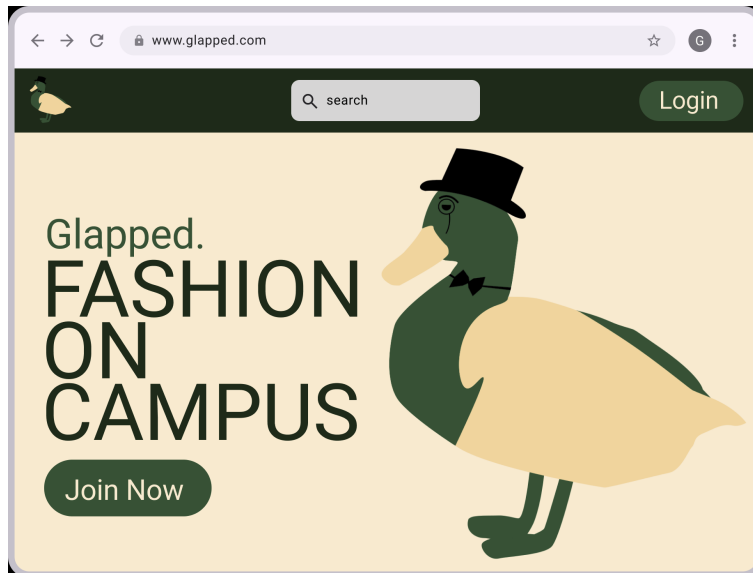 www.glapped.com
G
search
Login
Glapped.
FASHION
ON
CAMPUS
Join Now